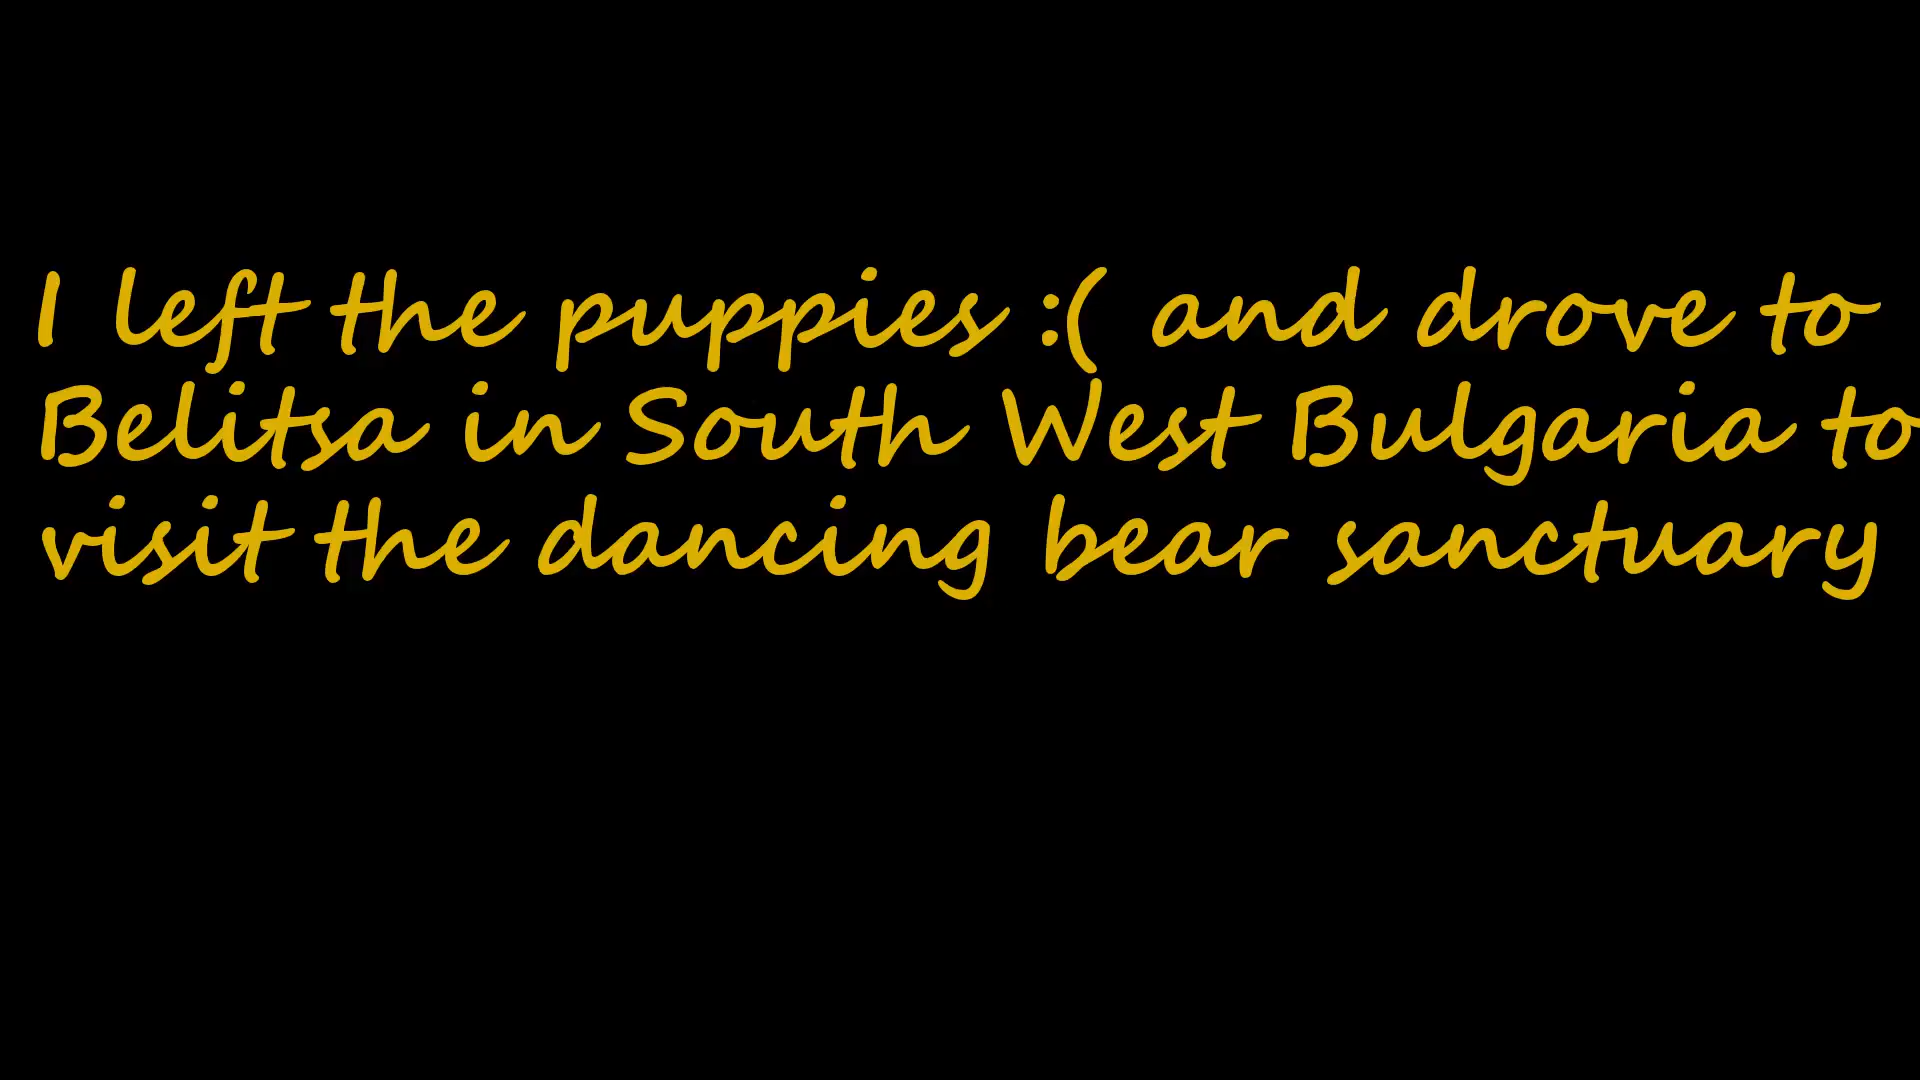 I left the puppies :( and drove to
Belitsa in South West Bulgaria to
visit the dancing bear sanctuary